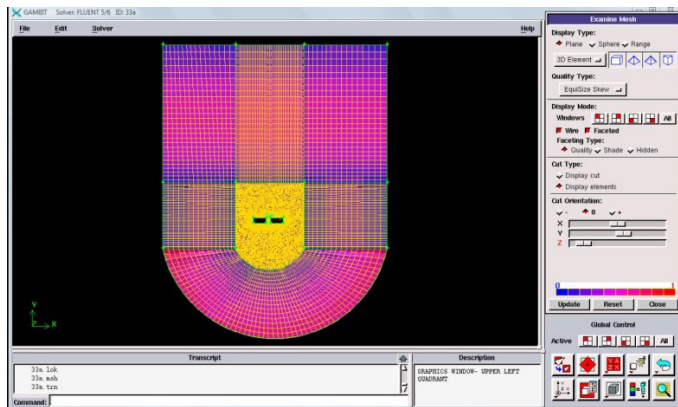 GAMBIT Solver: FLUENT 5/6 ID: 33a
File Edit Solver Help
Y
Z X
Transcript
33a.lok
33a.msh
33a.trn
Command:
Description
GRAPHICS WINDOW- UPPER LEFT
QUADRANT
Examine Mesh
Display Type:
Plane Sphere Range
3D Element
Quality Type:
EquiSize Skew
Display Mode:
Windows All
Wire Faceted
Faceting Type:
Quality Shade Hidden
Cut Type:
Display cut
Display elements
Cut Orientation:
- 0 +
X
Y
Z
0 1
Update Reset Close
Global Control
Active All